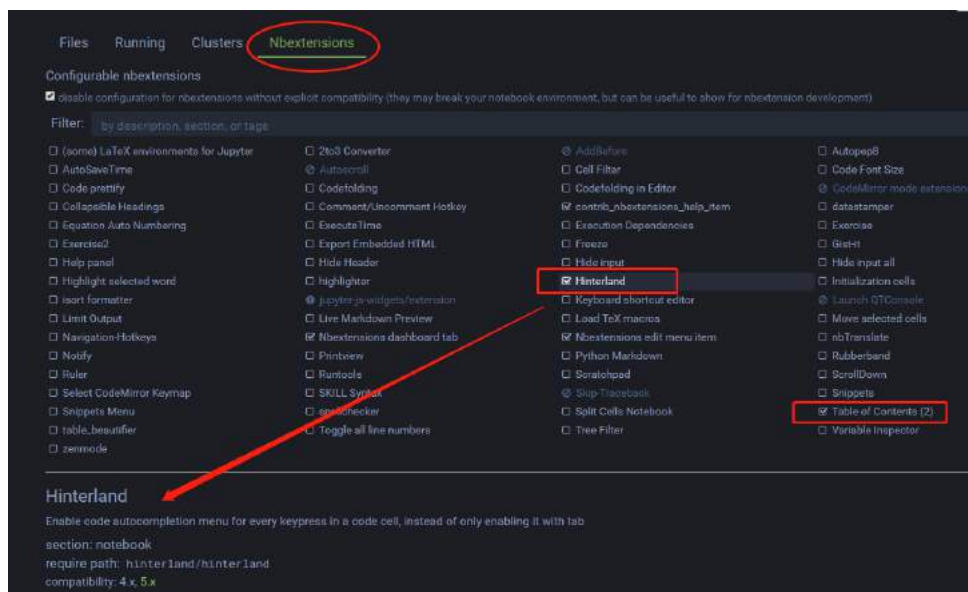 Files Running Clusters Nbextensions
Configurable nbextensions
disable configuration for nbextensions without explicit compatibility (they may break your notebook environment, but can be useful to show for nbextension development)
Filter: by description, section, or tags
(some) LaTeX environments for Jupyter 2to3 Converter AddBefore Autopep8
AutoSaveTime Autoscroll Cell Filter Code Font Size
Code prettify Codefolding Codefolding in Editor CodeMirror mode extension
Collapsible Headings Comment/Uncomment Hotkey contrib_nbextensions_help_item datestamper
Equation Auto Numbering ExecuteTime Execution Dependencies Exercise
Exercise2 Export Embedded HTML Freeze Gist-it
Help panel Hide Header Hide input Hide input all
Highlight selected word highlighter Hinterland Initialization cells
isort formatter jupyter-js-widgets/extension Keyboard shortcut editor Launch QTConsole
Limit Output Live Markdown Preview Load TeX macros Move selected cells
Navigation-Hotkeys Nbextensions dashboard tab Nbextensions edit menu item nbTranslate
Notify Printview Python Markdown Rubberband
Ruler Runtools Scratchpad ScrollDown
Select CodeMirror Keymap SKILL Syntax Skip-Traceback Snippets
Snippets Menu spellchecker Split Cells Notebook Table of Contents (2)
table_beautifier Toggle all line numbers Tree Filter Variable Inspector
zenmode
Hinterland
Enable code autocompletion menu for every keypress in a code cell, instead of only enabling it with tab
section: notebook
require path: hinterland/hinterland
compatibility: 4.x, 5.x